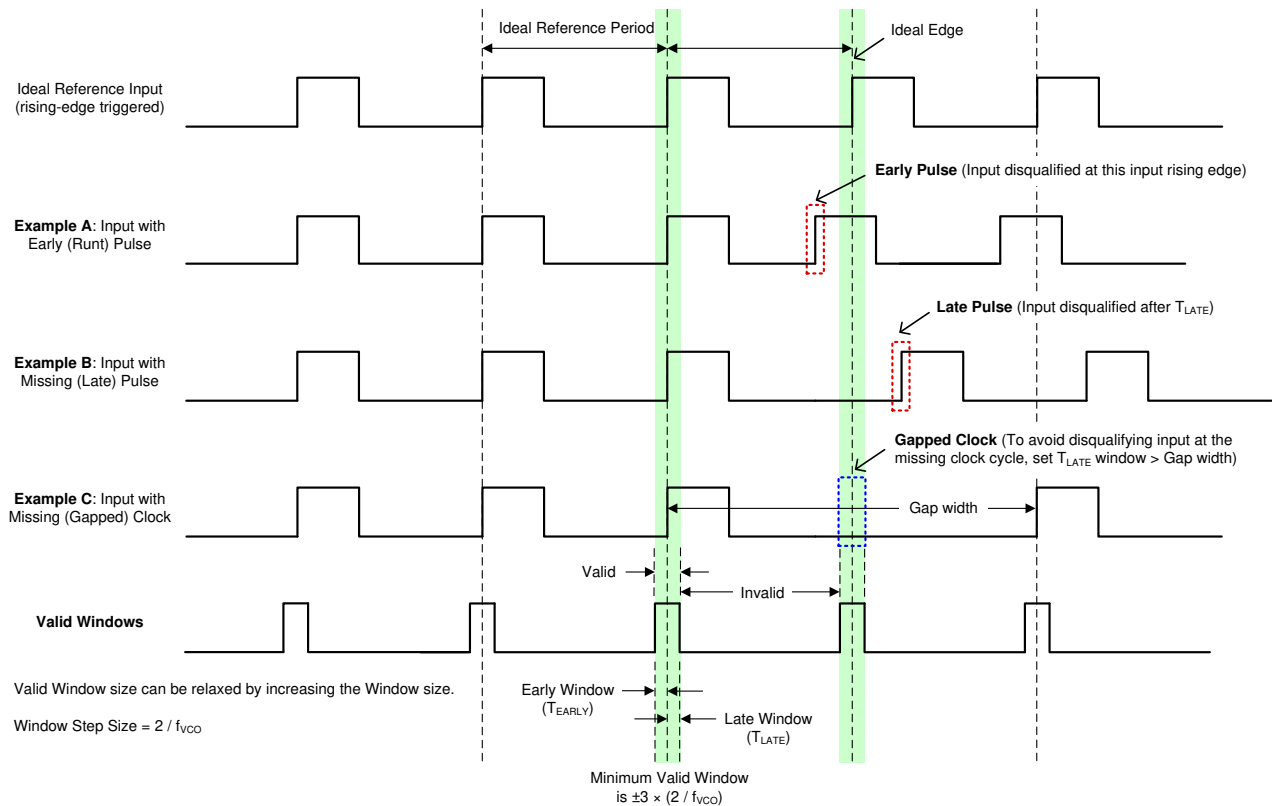 Ideal Reference Period
Ideal Edge
Ideal Reference Input
(rising-edge triggered)
Early Pulse (Input disqualified at this input rising edge)
Example A: Input with
Early (Runt) Pulse
Late Pulse (Input disqualified after TLATE)
Example B: Input with
Missing (Late) Pulse
Gapped Clock (To avoid disqualifying input at the
missing clock cycle, set TLATE window > Gap width)
Example C: Input with
Missing (Gapped) Clock
Gap width
Valid
Invalid
Valid Windows
Valid Window size can be relaxed by increasing the Window size.
Window Step Size = 2 / fVCO
Early Window
(TEARLY)
Late Window
(TLATE)
Minimum Valid Window
is ±3 × (2 / fVCO)